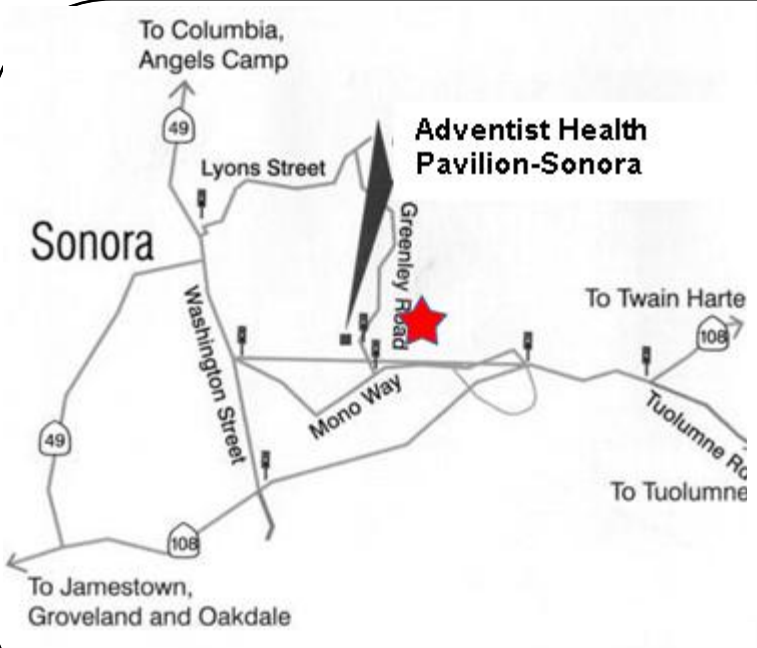 To Columbia,
Angels Camp
49
Adventist Health
Pavilion-Sonora
Lyons Street
Sonora
Greenley Road
To Twain Harte
108
Washington Street
Mono Way
49
Tuolumne Rd
To Tuolumne
108
To Jamestown,
Groveland and Oakdale